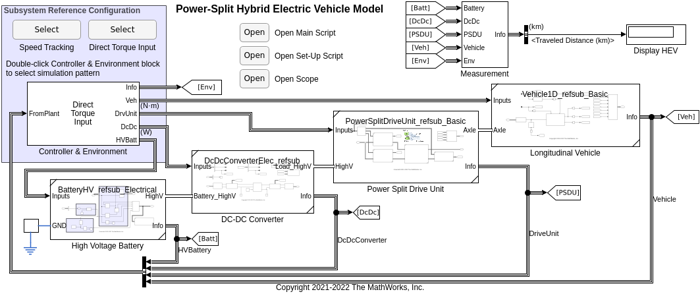 Subsystem Reference Configuration
Select
Select
Speed Tracking
Direct Torque Input
Double-click Controller & Environment block
to select simulation pattern
Power-Split Hybrid Electric Vehicle Model
Open
Open Main Script
Open
Open Set-Up Script
Open
Open Scope
[Batt]
[DcDc]
[PSDU]
[Veh]
[Env]
Battery
DcDc
PSDU
Vehicle
Env
Info
Measurement
(km)
<Traveled Distance (km)>
Display HEV
FromPlant
Direct
Torque
Input
Info
Veh
DrvUnit
DcDc
HVBatt
Controller & Environment
[Env]
(N·m)
(W)
Inputs
PowerSplitDriveUnit_refsub_Basic
Axle
HighV
Info
Power Split Drive Unit
Vehicle1D_refsub_Basic
Inputs
Axle
Info
Longitudinal Vehicle
[Veh]
DcDcConverterElec_refsub
Inputs
Load_HighV
Battery_HighV
Info
DC-DC Converter
BatteryHV_refsub_Electrical
Inputs
HighV
GND
Info
High Voltage Battery
[PSDU]
[DcDc]
[Batt]
HVBattery
DcDcConverter
DriveUnit
Vehicle
Copyright 2021-2022 The MathWorks, Inc.